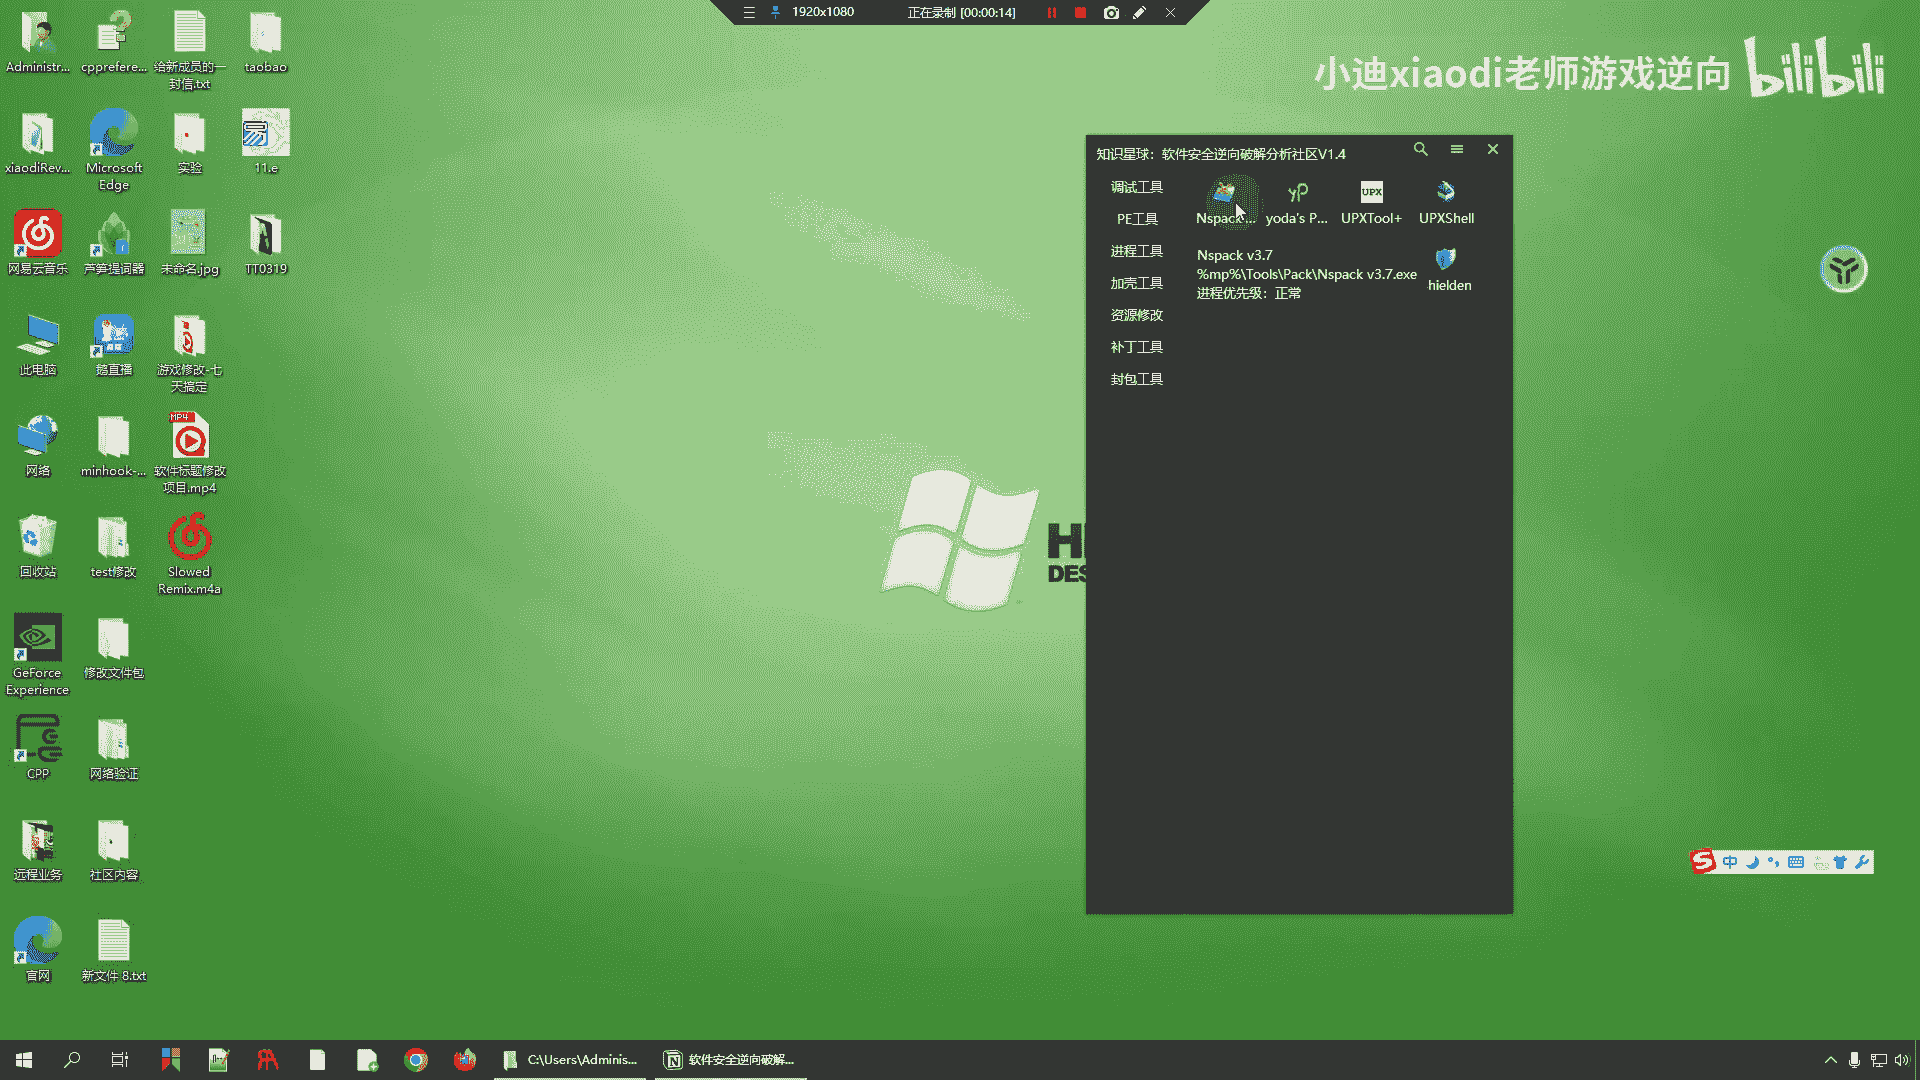 1920x1080
正在录制 [00:00:14]
小迪xiaodi老师游戏逆向
bilibili
Administr...
cpprefere...
给新成员的一
封信.txt
taobao
xiaodiRev...
Microsoft
Edge
实验
11.e
网易云音乐
芦笋提词器
未命名.jpg
TT0319
此电脑
鹅直播
游戏修改-七
天搞定
网络
minhook-...
MP4
软件标题修改
项目.mp4
回收站
test修改
Slowed
Remix.m4a
GeForce
Experience
修改文件包
CPP
网络验证
远程业务
社区内容
官网
新文件 8.txt
知识星球：软件安全逆向破解分析社区V1.4
调试工具
PE工具
进程工具
加壳工具
资源修改
补丁工具
封包工具
Nspack...
yoda's P...
UPX
UPXTool+
UPXShell
Nspack v3.7
%mp%\Tools\Pack\Nspack v3.7.exe
进程优先级：正常
hielden
DES
中
C:\Users\Adminis...
软件安全逆向破解...